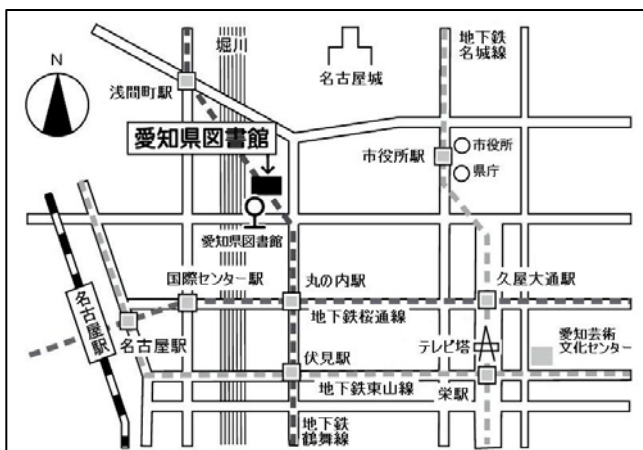 N
堀川
地下鉄
名城線
名古屋城
浅間町駅
愛知県図書館
市役所駅
市役所
県庁
愛知県図書館
国際センター駅
丸の内駅
久屋大通駅
名古屋駅
名古屋駅
地下鉄桜通線
テレビ塔
愛知芸術
文化センター
伏見駅
地下鉄東山線
栄駅
地下鉄
鶴舞線